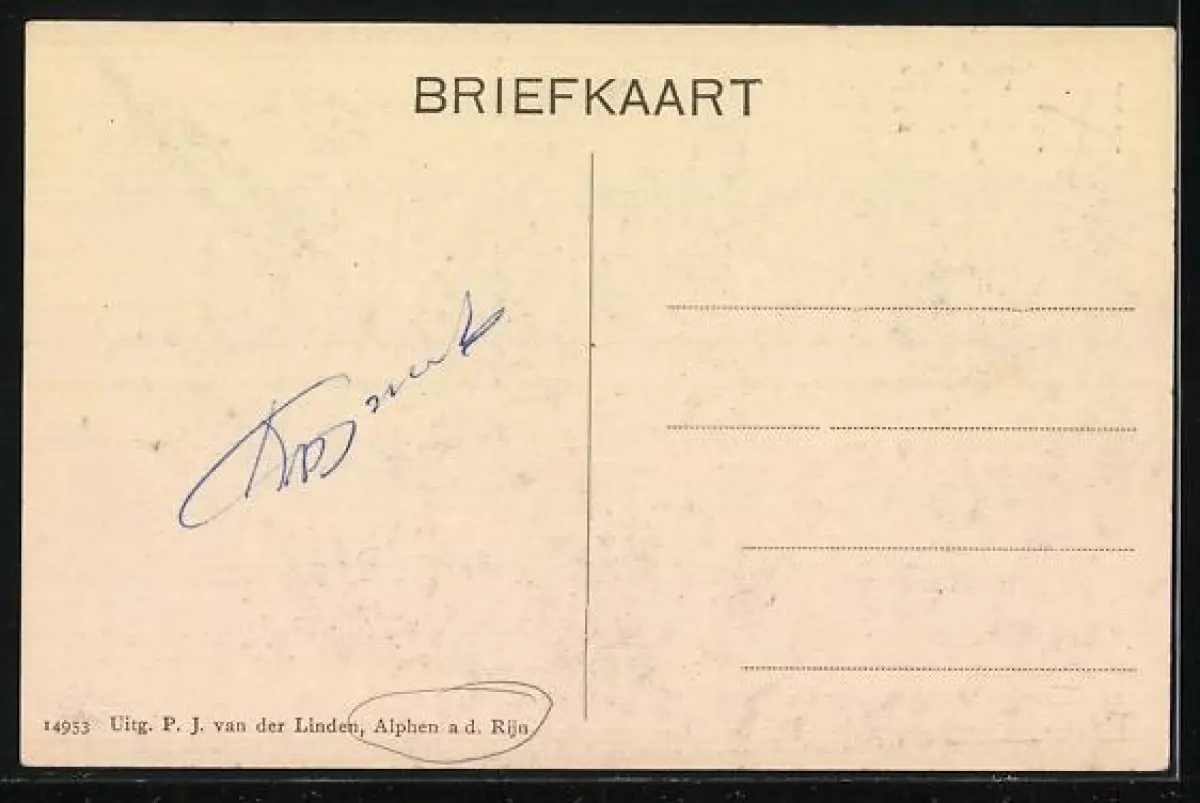 BRIEFKAART
14953 Uitg. P. J. van der Linden, Alphen a d. Rijn